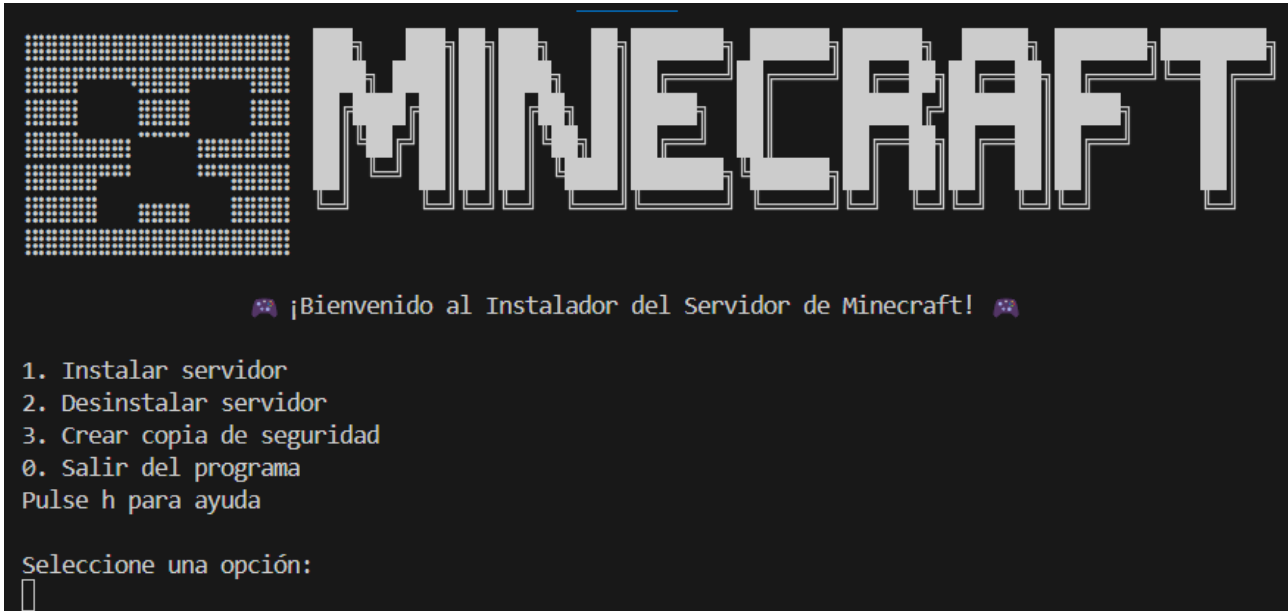 MINECRAFT
🎮 ¡Bienvenido al Instalador del Servidor de Minecraft! 🎮
1. Instalar servidor
2. Desinstalar servidor
3. Crear copia de seguridad
0. Salir del programa
Pulse h para ayuda
Seleccione una opción: